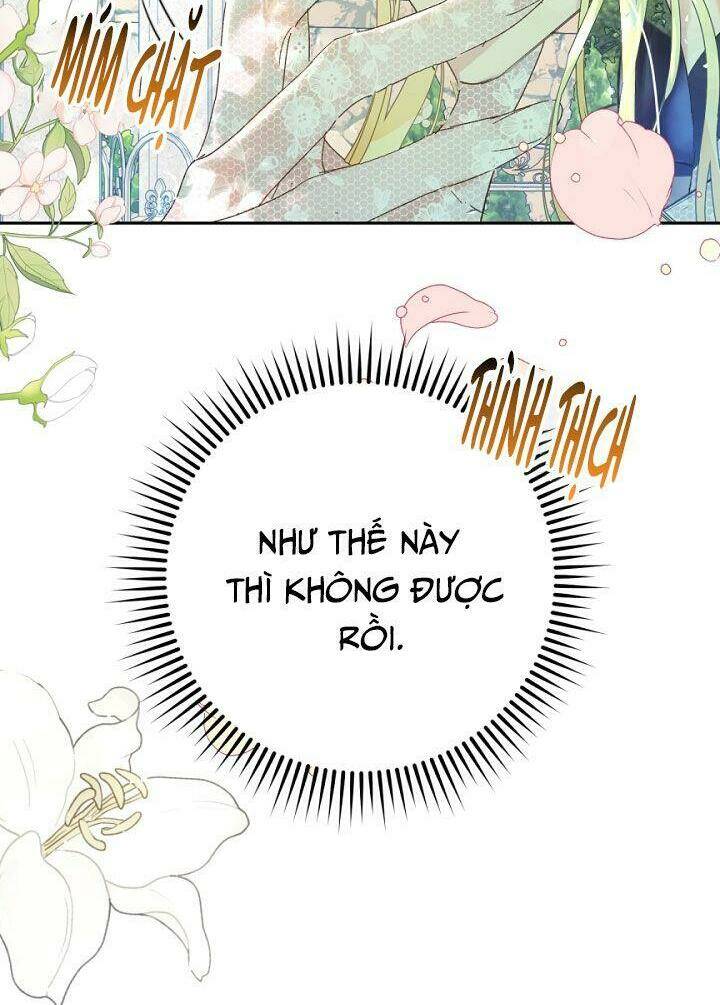 MÍM CHẶT
THÌNH THỊCH
NHƯ THẾ NÀY
THÌ KHÔNG ĐƯỢC
RỒI.